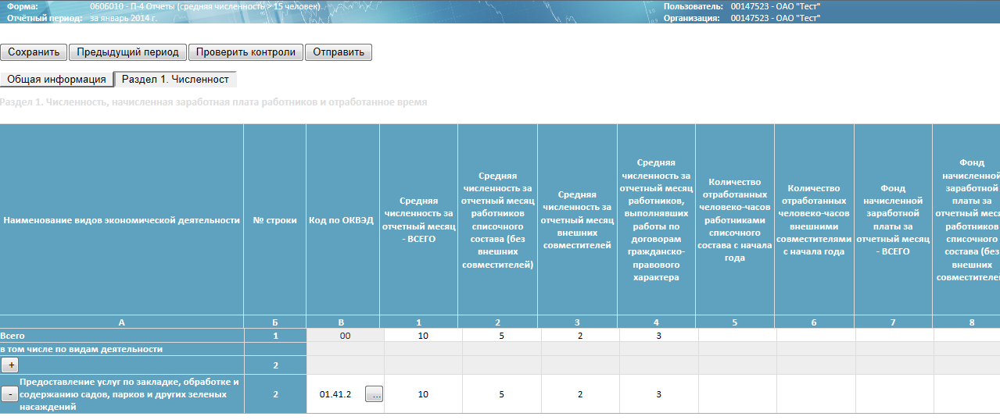 Форма: 0606010 - П-4 Отчеты (средняя численность > 15 человек) Пользователь: 00147523 - ОАО "Тест"
Отчётный период: за январь 2014 г. Организация: 00147523 - ОАО "Тест"
Сохранить Предыдущий период Проверить контроли Отправить
Общая информация Раздел 1. Численност
Раздел 1. Численность, начисленная заработная плата работников и отработанное время
Наименование видов экономической деятельности
№ строки
Код по ОКВЭД
Средняя
численность за
отчетный месяц
- ВСЕГО
Средняя
численность за
отчетный месяц
работников
списочного
состава (без
внешних
совместителей)
Средняя
численность за
отчетный месяц
внешних
совместителей
Средняя
численность за
отчетный месяц
работников,
выполнявших
работы по
договорам
гражданско-
правового
характера
Количество
отработанных
человеко-часов
работниками
списочного
состава с начала
года
Количество
отработанных
человеко-часов
внешними
совместителями
с начала года
Фонд
начисленной
заработной
платы за
отчетный месяц
- ВСЕГО
Фонд
начисленной
заработной
платы за
отчетный меся
работников
списочного
состава (без
внешних
совместителе
А Б В 1 2 3 4 5 6 7 8
Всего 1 00 10 5 2 3
в том числе по видам деятельности
+ 2
Предоставление услуг по закладке, обработке и
- содержанию садов, парков и других зеленых 2 01.41.2 ... 10 5 2 3
насаждений